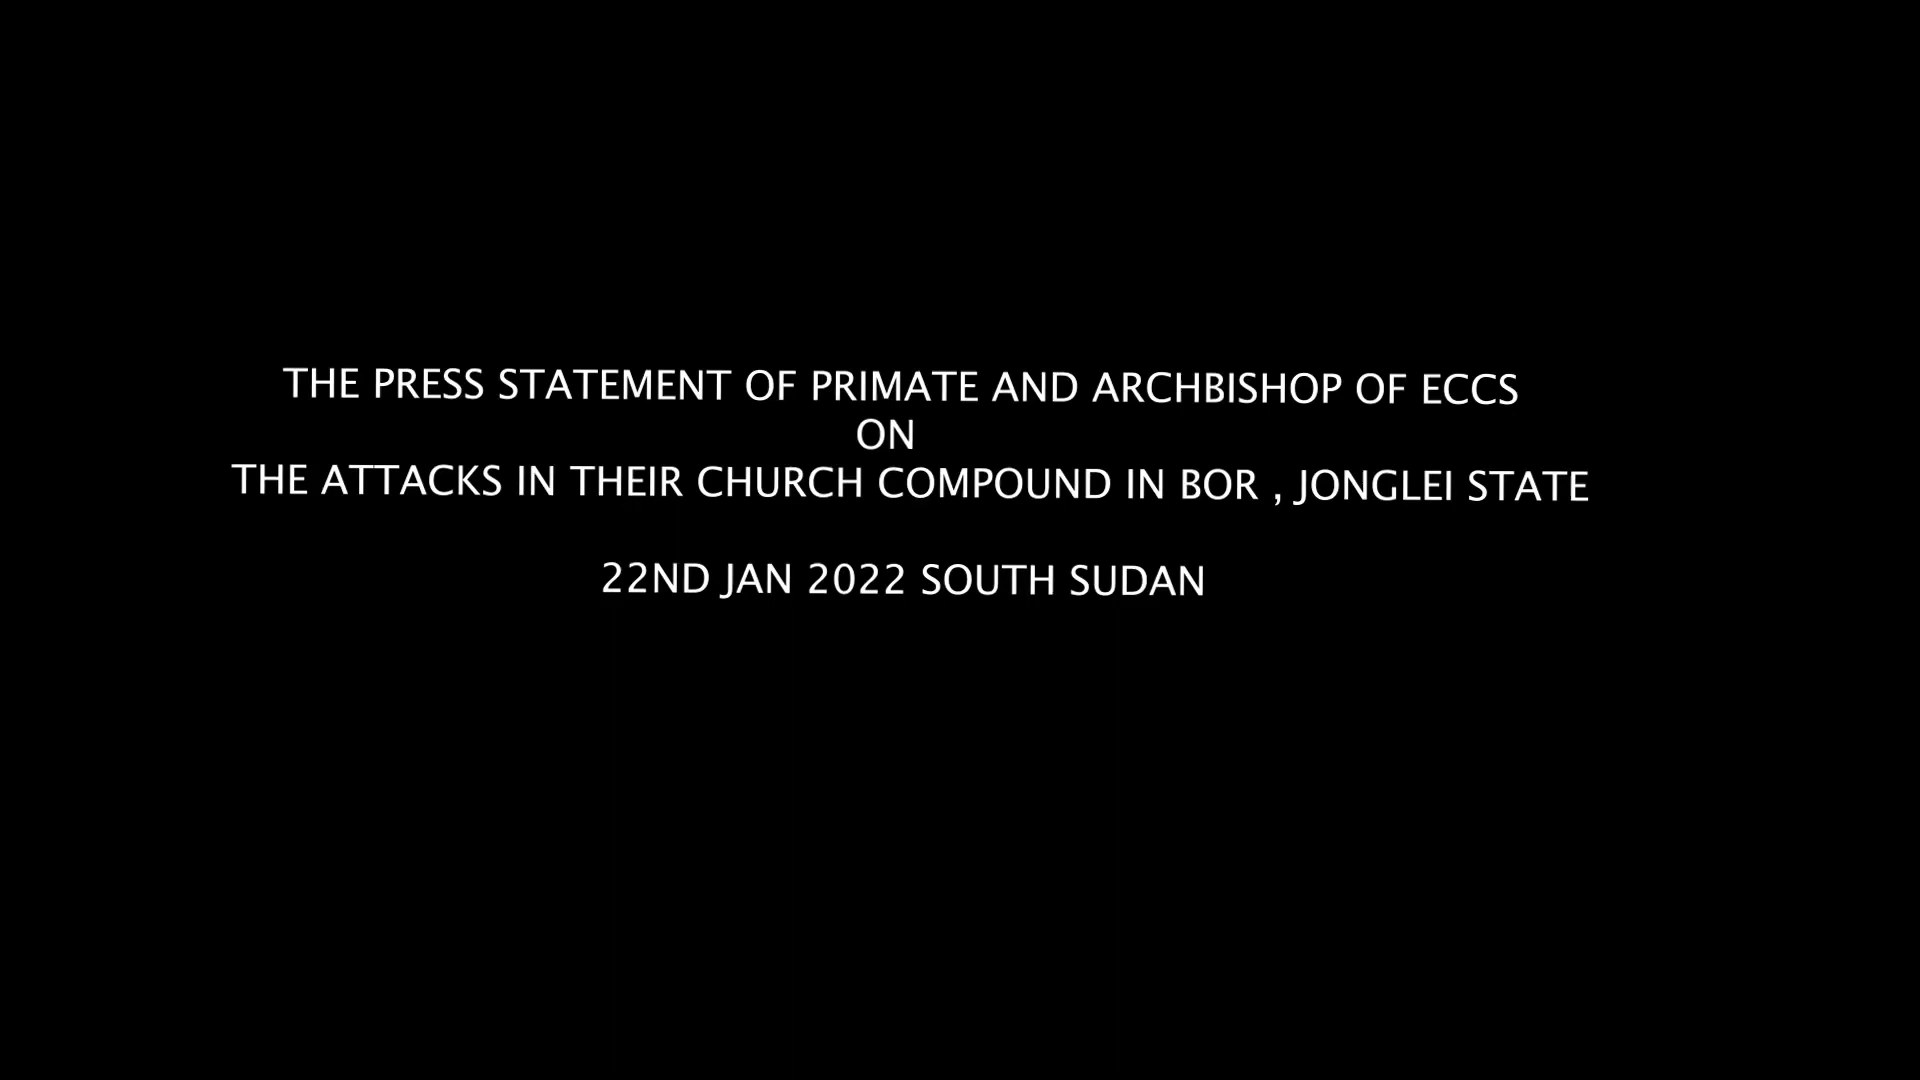 THE PRESS STATEMENT OF PRIMATE AND ARCHBISHOP OF ECCS
ON
THE ATTACKS IN THEIR CHURCH COMPOUND IN BOR , JONGLEI STATE
22ND JAN 2022 SOUTH SUDAN